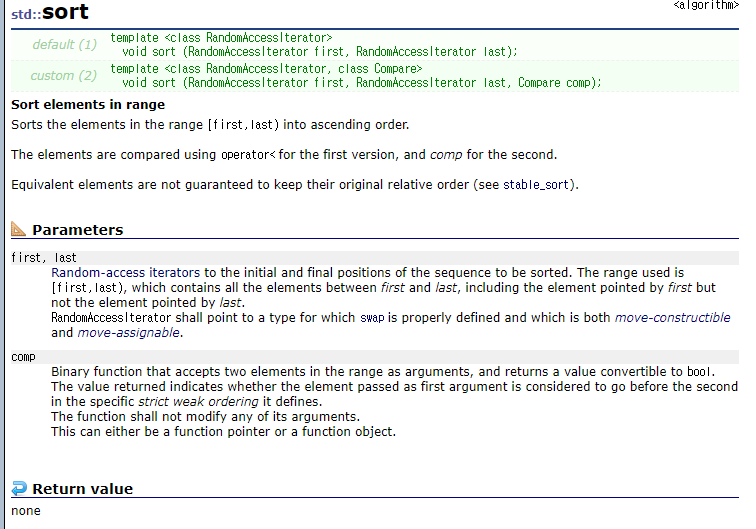 <algorithm>
std::sort
default (1) template <class RandomAccessIterator>
void sort (RandomAccessIterator first, RandomAccessIterator last);
custom (2) template <class RandomAccessIterator, class Compare>
void sort (RandomAccessIterator first, RandomAccessIterator last, Compare comp);
Sort elements in range
Sorts the elements in the range [first,last) into ascending order.
The elements are compared using operator< for the first version, and comp for the second.
Equivalent elements are not guaranteed to keep their original relative order (see stable_sort).
Parameters
first, last
Random-access iterators to the initial and final positions of the sequence to be sorted. The range used is
[first,last), which contains all the elements between first and last, including the element pointed by first but
not the element pointed by last.
RandomAccessIterator shall point to a type for which swap is properly defined and which is both move-constructible
and move-assignable.
comp
Binary function that accepts two elements in the range as arguments, and returns a value convertible to bool.
The value returned indicates whether the element passed as first argument is considered to go before the second
in the specific strict weak ordering it defines.
The function shall not modify any of its arguments.
This can either be a function pointer or a function object.
Return value
none